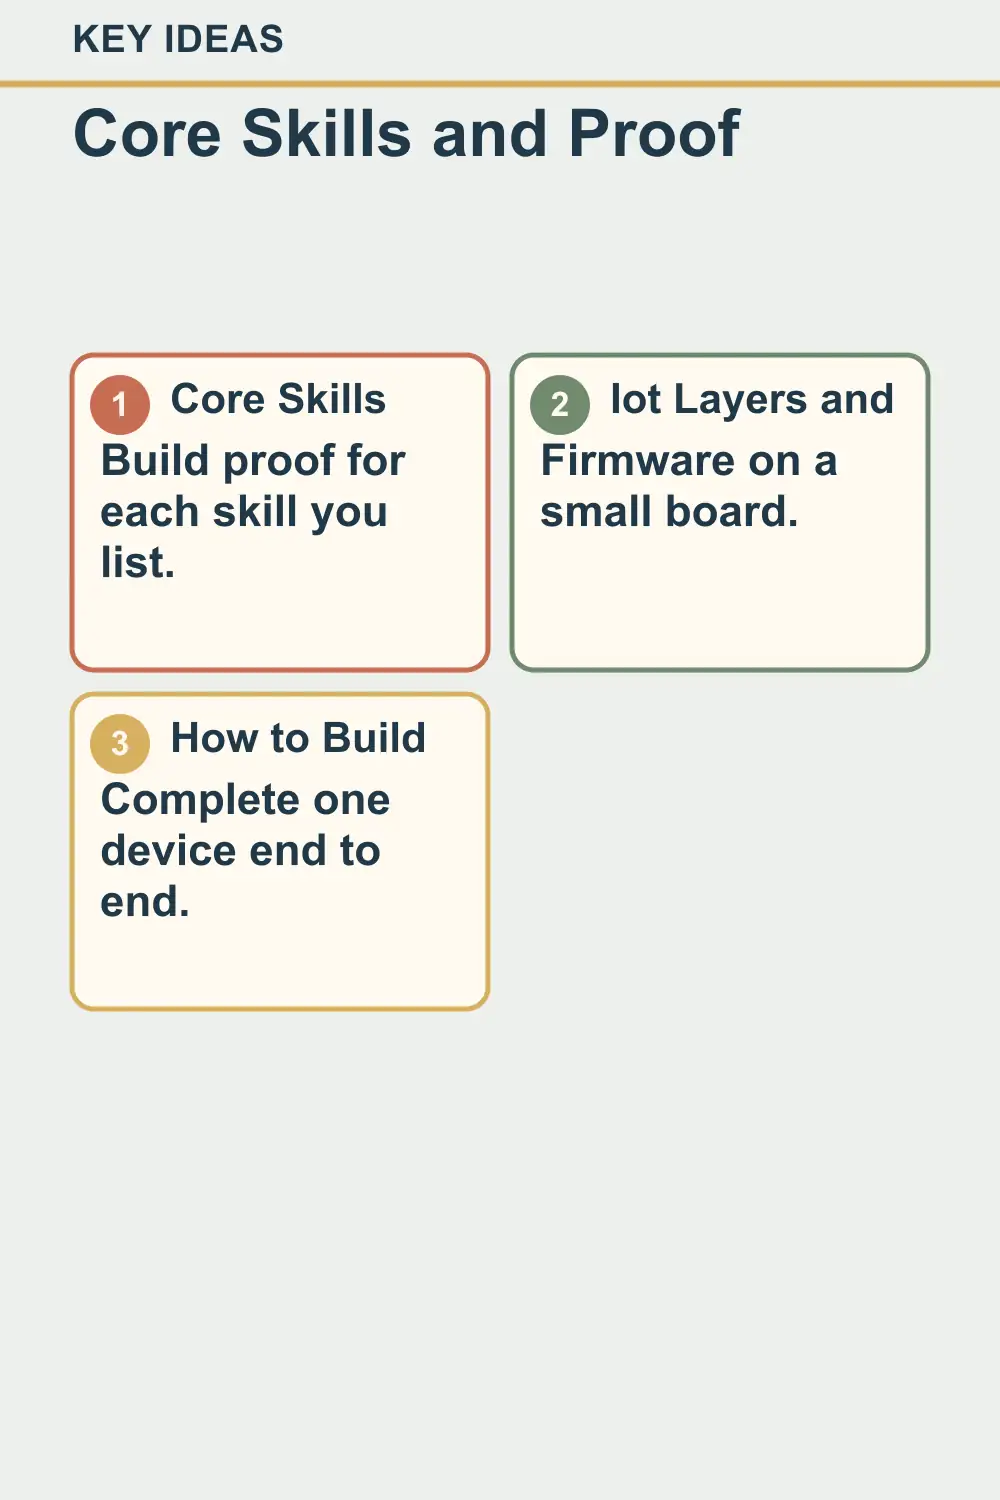 KEY IDEAS
Core Skills and Proof
1 Core Skills
Build proof for
each skill you
list.
2 Iot Layers and
Firmware on a
small board.
3 How to Build
Complete one
device end to
end.